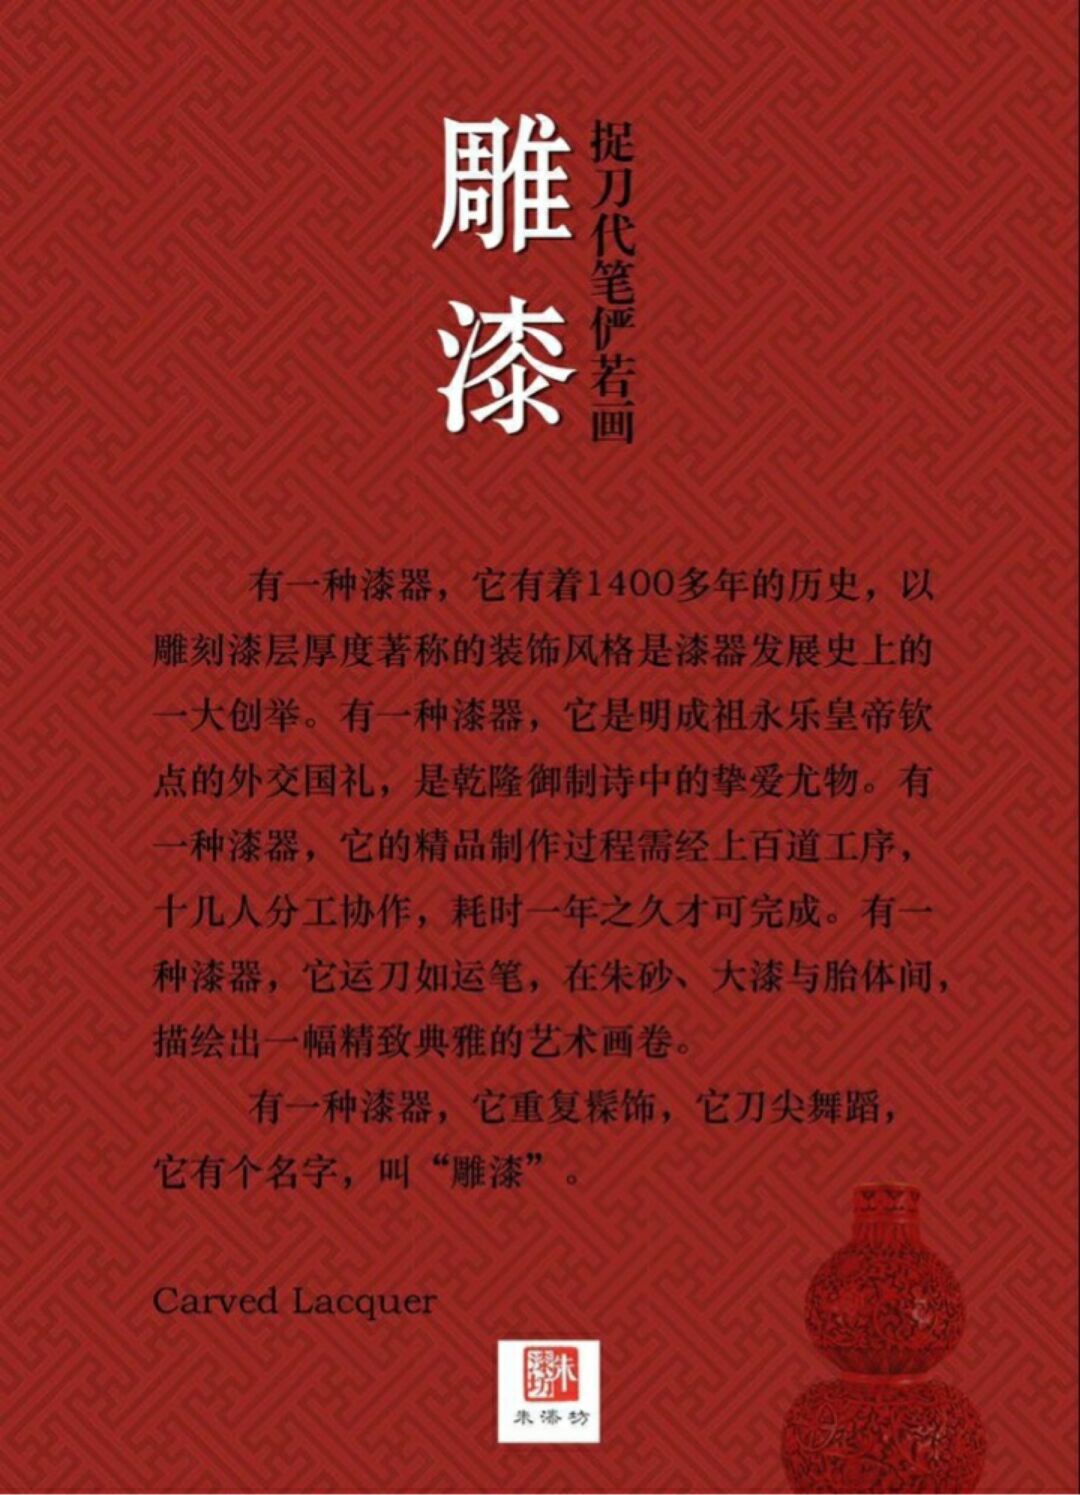 雕漆
捉刀代笔俨若画
有一种漆器，它有着1400多年的历史，以
雕刻漆层厚度著称的装饰风格是漆器发展史上的
一大创举。有一种漆器，它是明成祖永乐皇帝钦
点的外交国礼，是乾隆御制诗中的挚爱尤物。有
一种漆器，它的精品制作过程需经上百道工序，
十几人分工协作，耗时一年之久才可完成。有一
种漆器，它运刀如运笔，在朱砂、大漆与胎体间，
描绘出一幅精致典雅的艺术画卷。
有一种漆器，它重复髹饰，它刀尖舞蹈，
它有个名字，叫“雕漆”。
Carved Lacquer
朱漆坊
朱漆坊